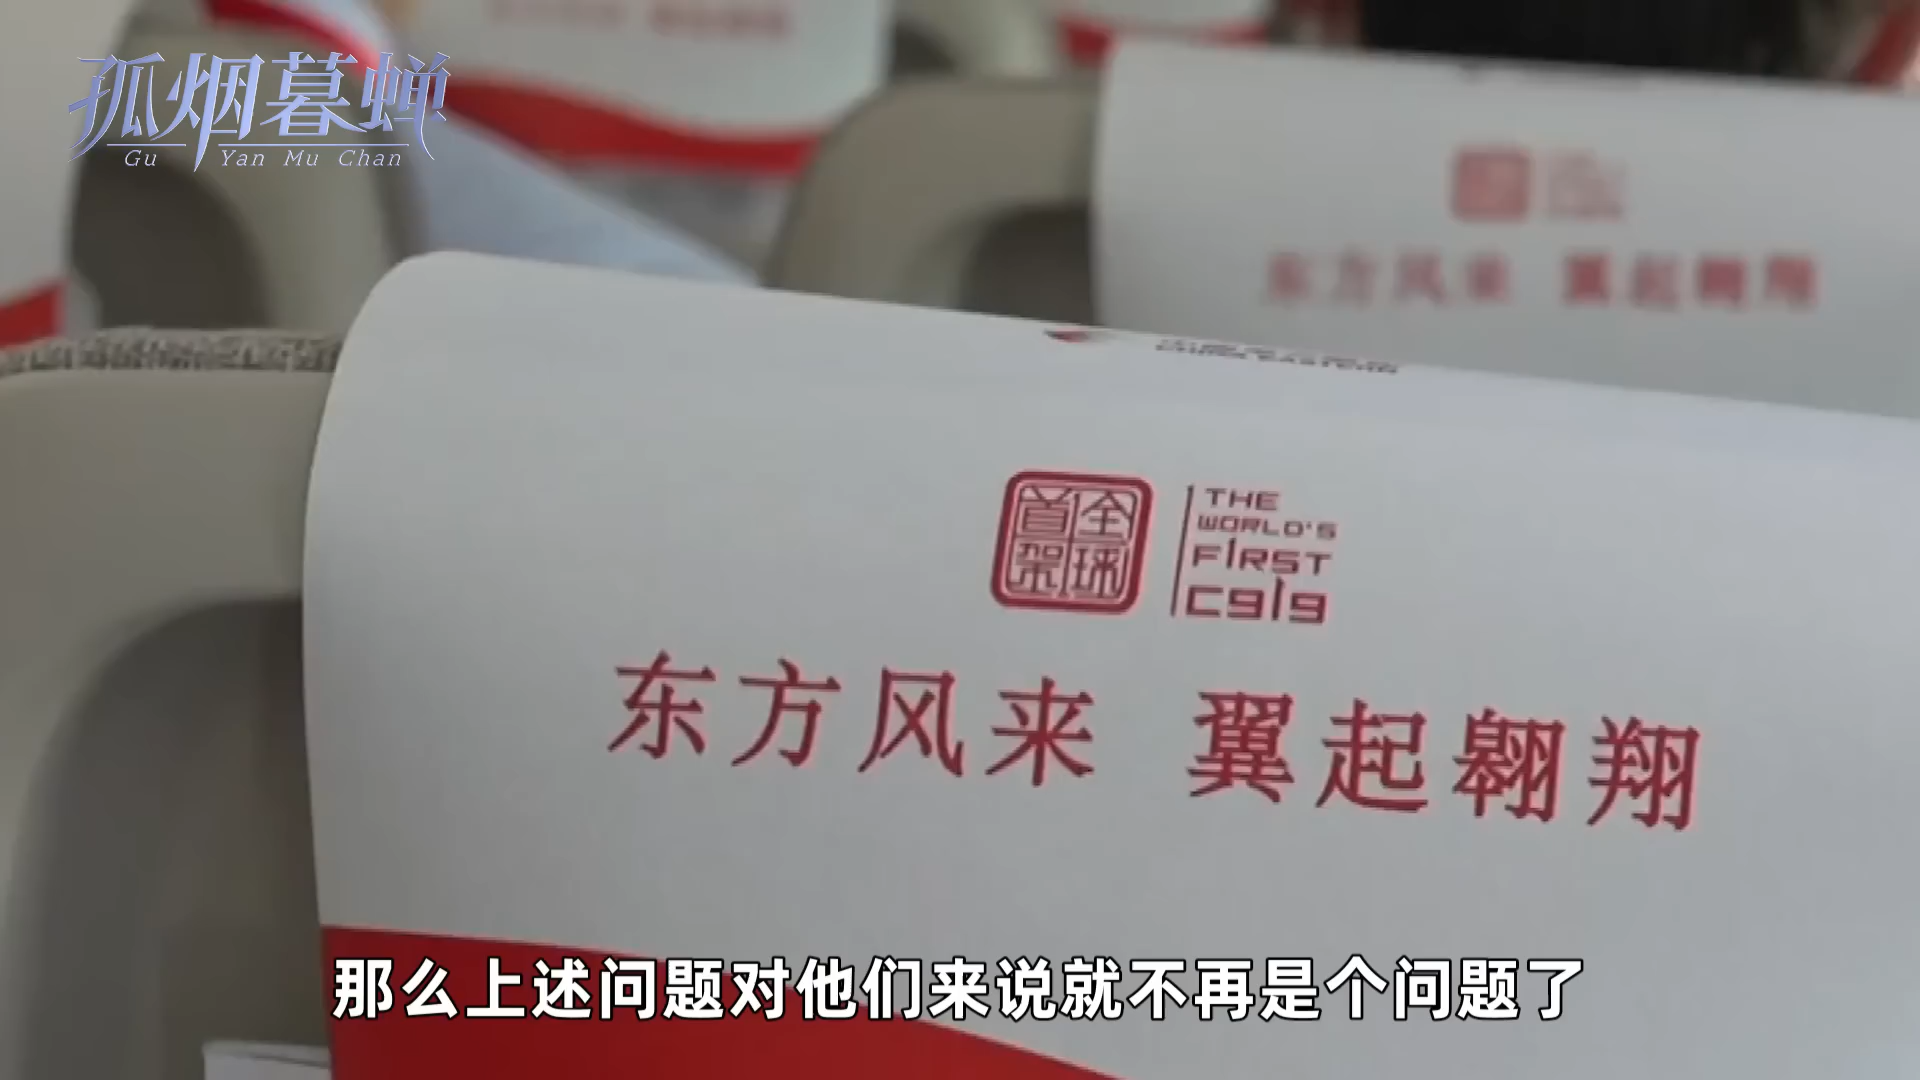 孤烟暮蝉
Gu Yan Mu Chan
东方风来 翼起翱翔
CHINA EASTERN
首架全球
THE
WORLD'S
FIRST
C919
东方风来 翼起翱翔
那么上述问题对他们来说就不再是个问题了